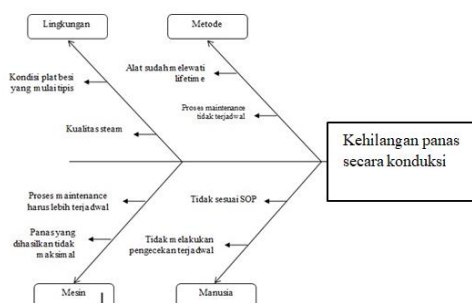 Lingkungan
Metode
Kondisi plat besi
yang mulai tipis
Alat sudah melewati
lifetime
Proses maintenance
tidak terjadwal
Kualitas steam
Kehilangan panas
secara konduksi
Proses maintenance
harus lebih terjadwal
Tidak sesuai SOP
Panas yang
dihasilkan tidak
maksimal
Tidak melakukan
pengecekan terjadwal
Mesin
Manusia